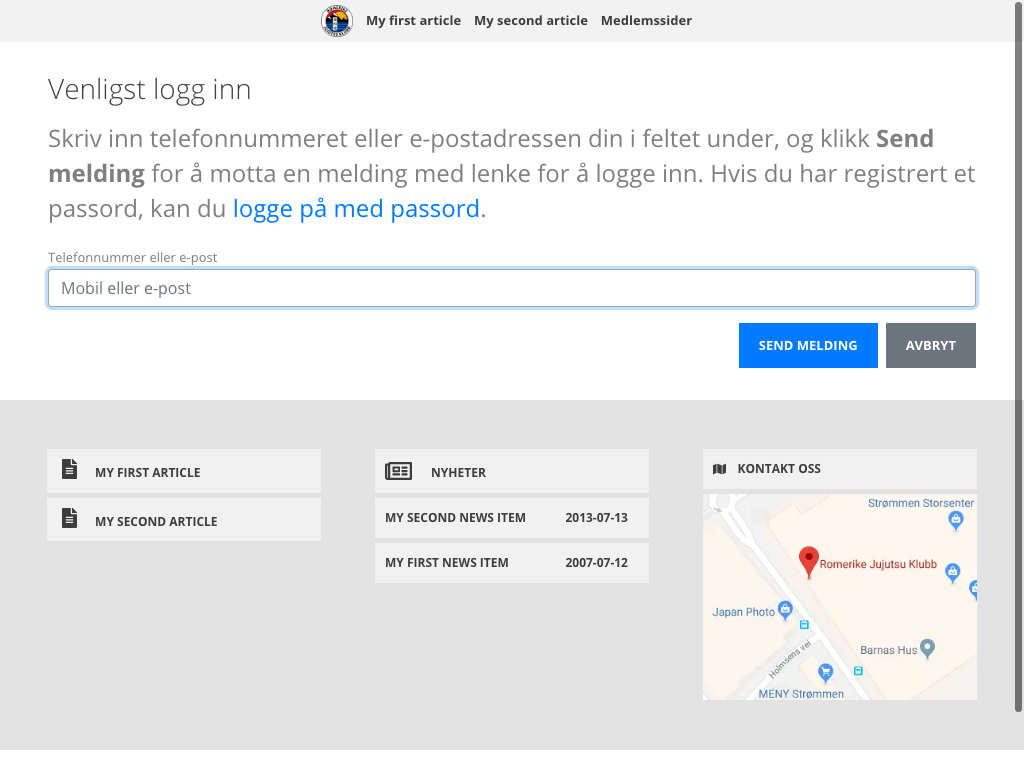 My first article My second article Medlemssider
Venligst logg inn
Skriv inn telefonnummeret eller e-postadressen din i feltet under, og klikk Send
melding for å motta en melding med lenke for å logge inn. Hvis du har registrert et
passord, kan du logge på med passord.
Telefonnummer eller e-post
Mobil eller e-post
SEND MELDING AVBRYT
MY FIRST ARTICLE
MY SECOND ARTICLE
NYHETER
MY SECOND NEWS ITEM 2013-07-13
MY FIRST NEWS ITEM 2007-07-12
KONTAKT OSS
Strømmen Storsenter
Romerike Jujutsu Klubb
Japan Photo
Barnas Hus
Holmsens vei
MENY Strømmen